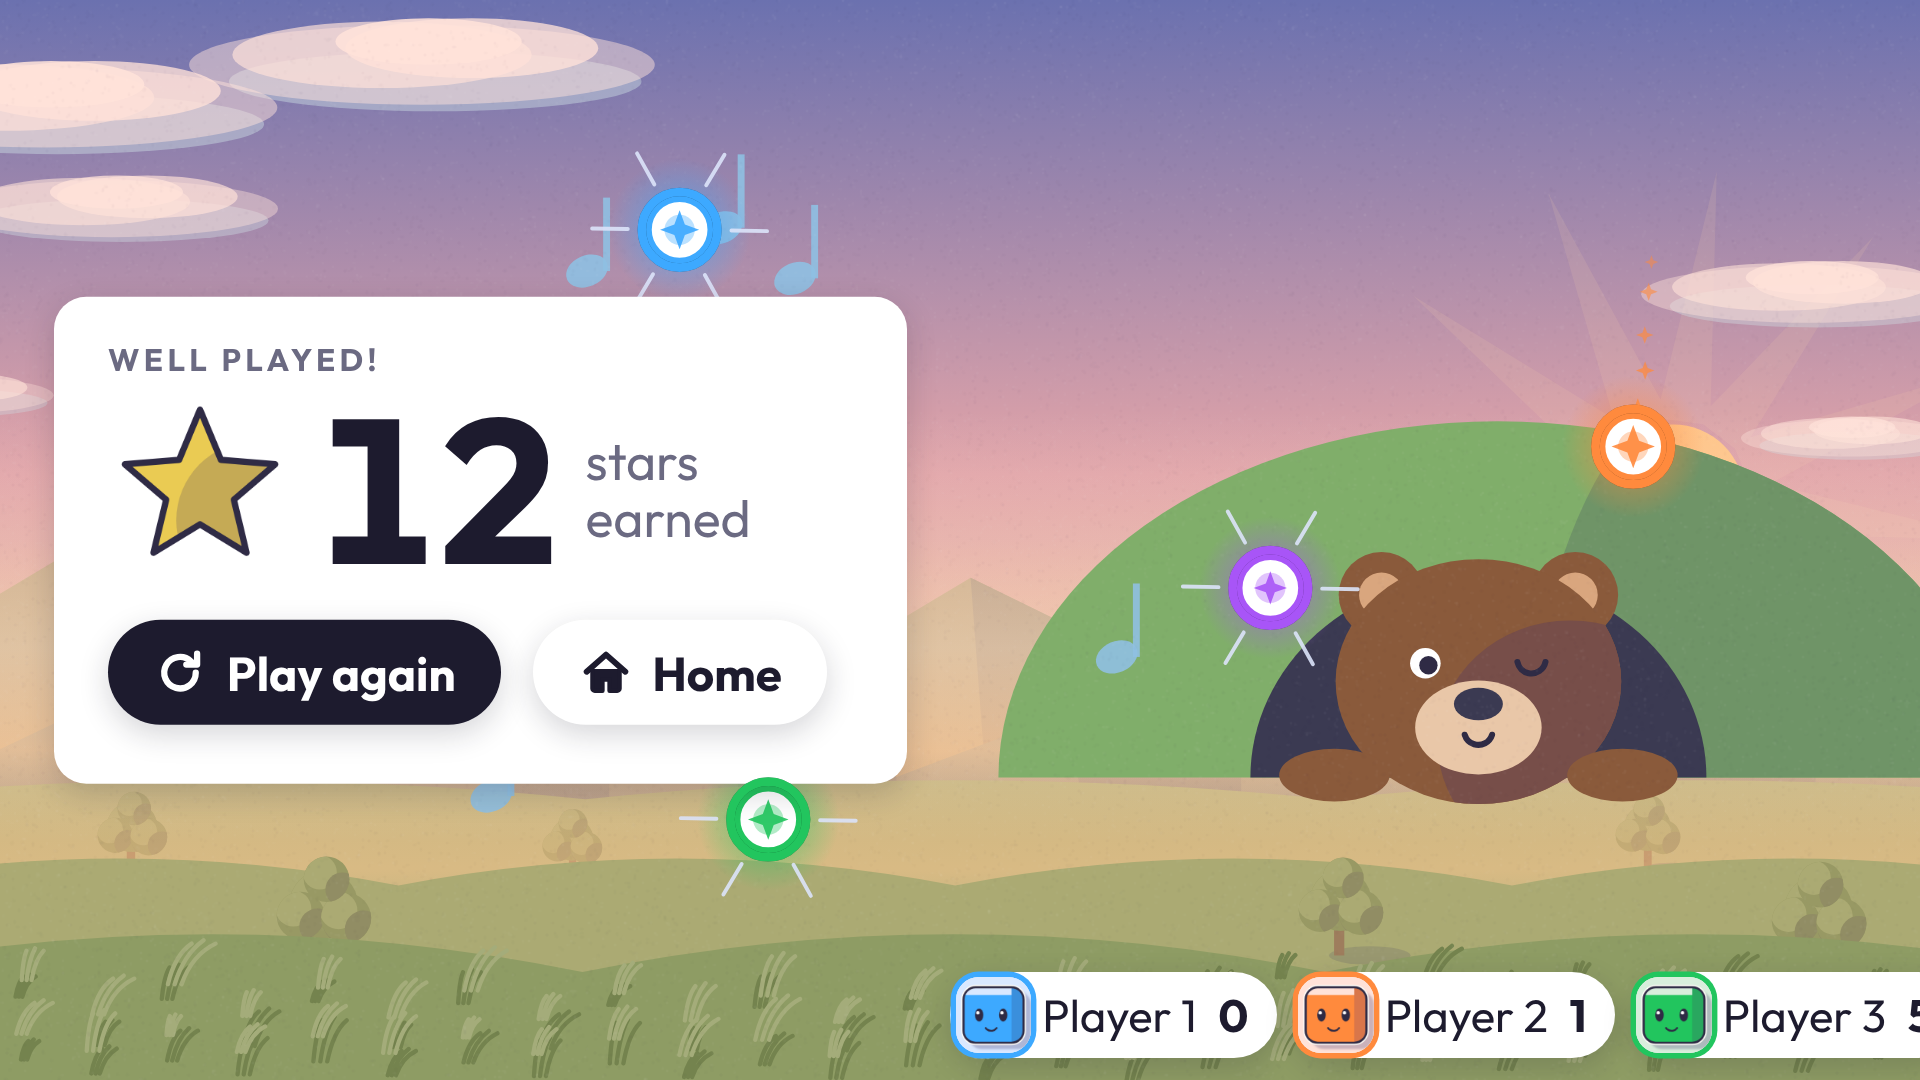 WELL PLAYED!
12
stars
earned
Play again
Home
Player 1 0
Player 2 1
Player 3